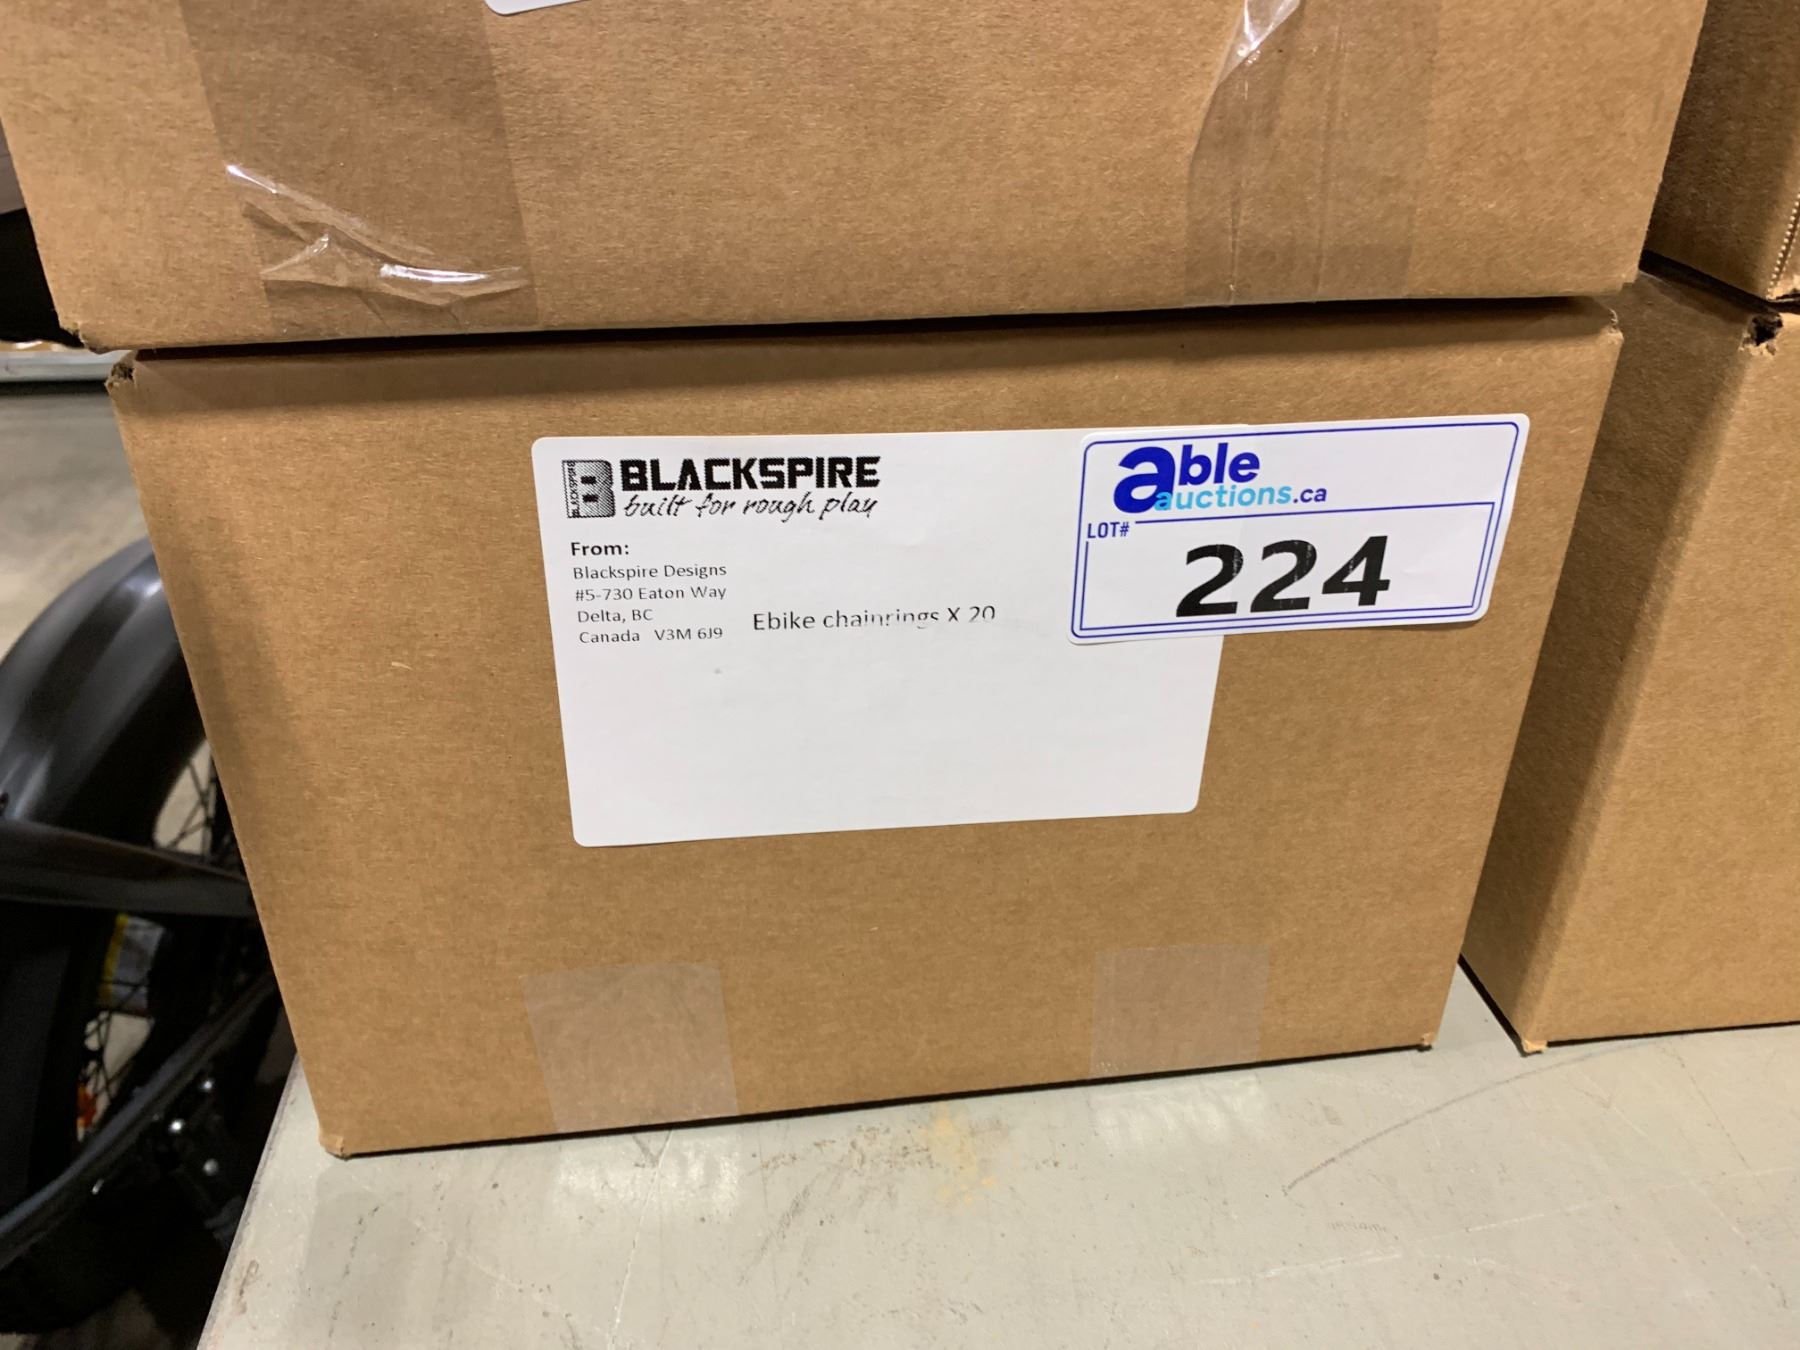 BLACKSPIRE
built for rough play
From:
Blackspire Designs
#5-730 Eaton Way
Delta, BC
Canada V3M 6J9
Ebike chainrings X 20
able
auctions.ca
LOT#
224